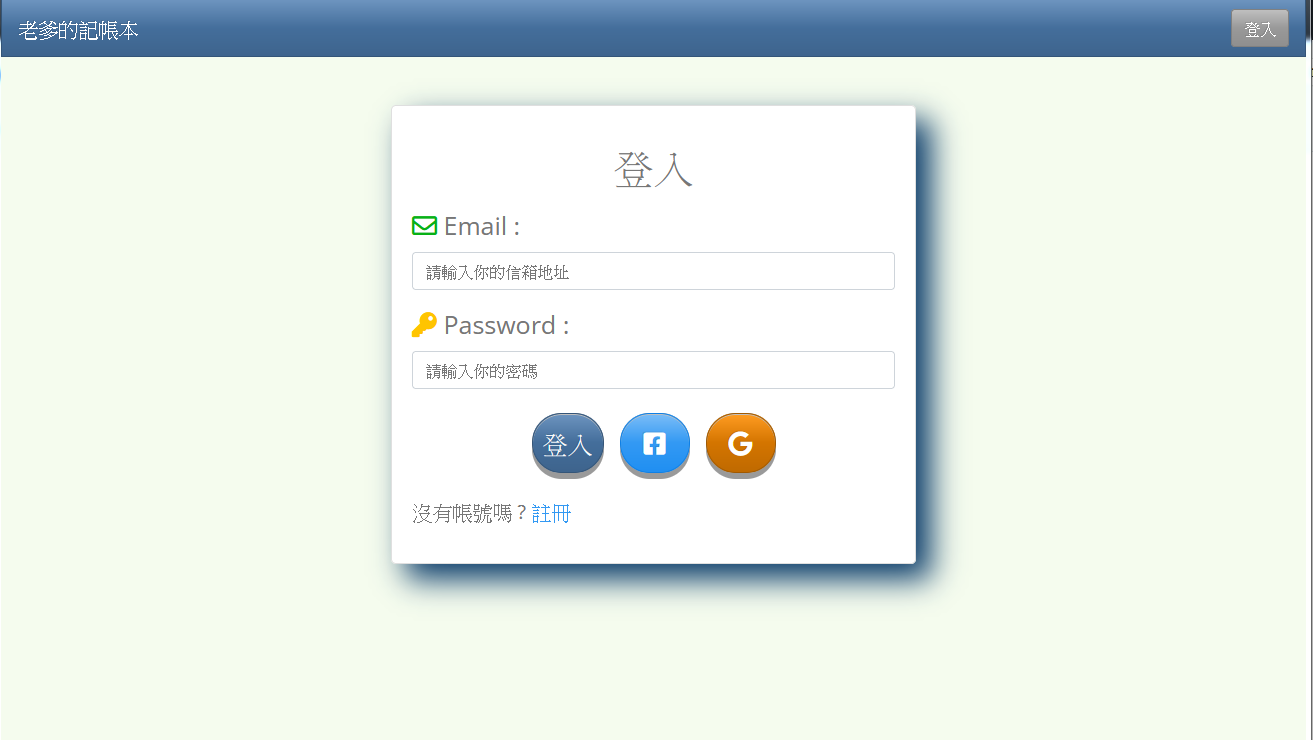 老爹的記帳本
登入
登入
Email :
請輸入你的信箱地址
Password :
請輸入你的密碼
登入
沒有帳號嗎 ? 註冊